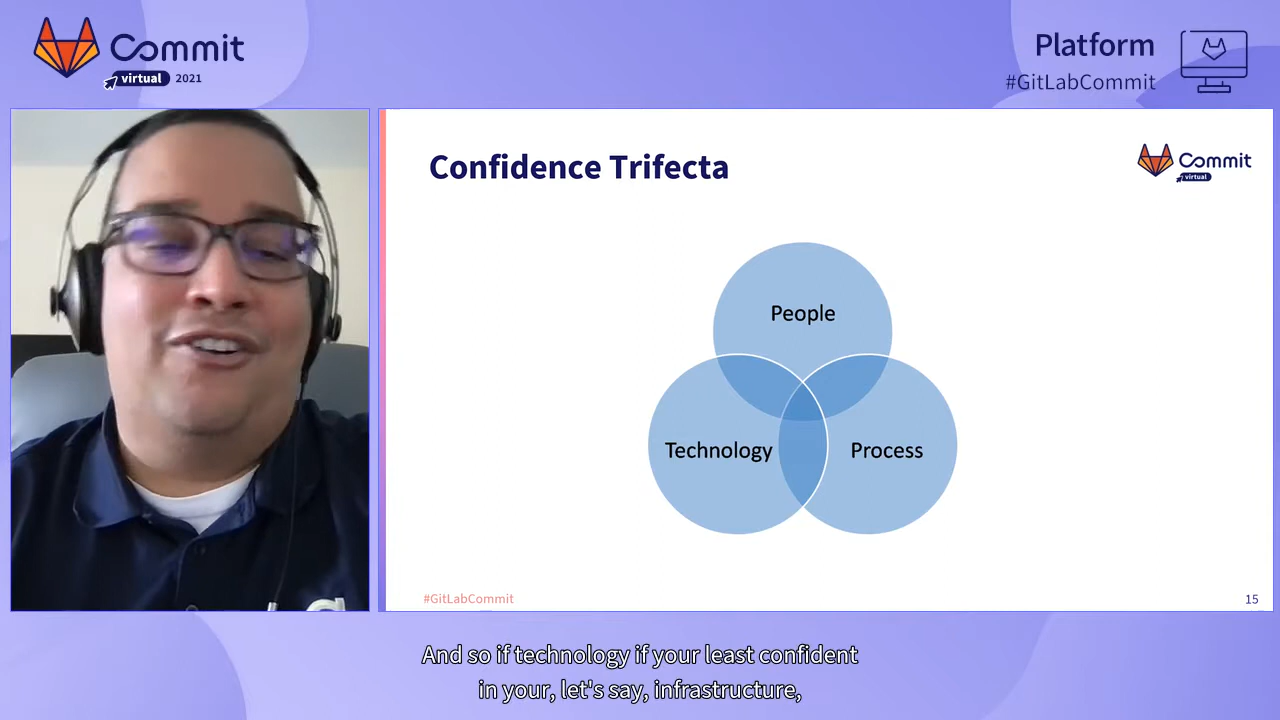 Commit
virtual 2021
Platform
#GitLabCommit
Confidence Trifecta
Commit
virtual
People
Technology
Process
#GitLabCommit
15
And so if technology if your least confident
in your, let's say, infrastructure,